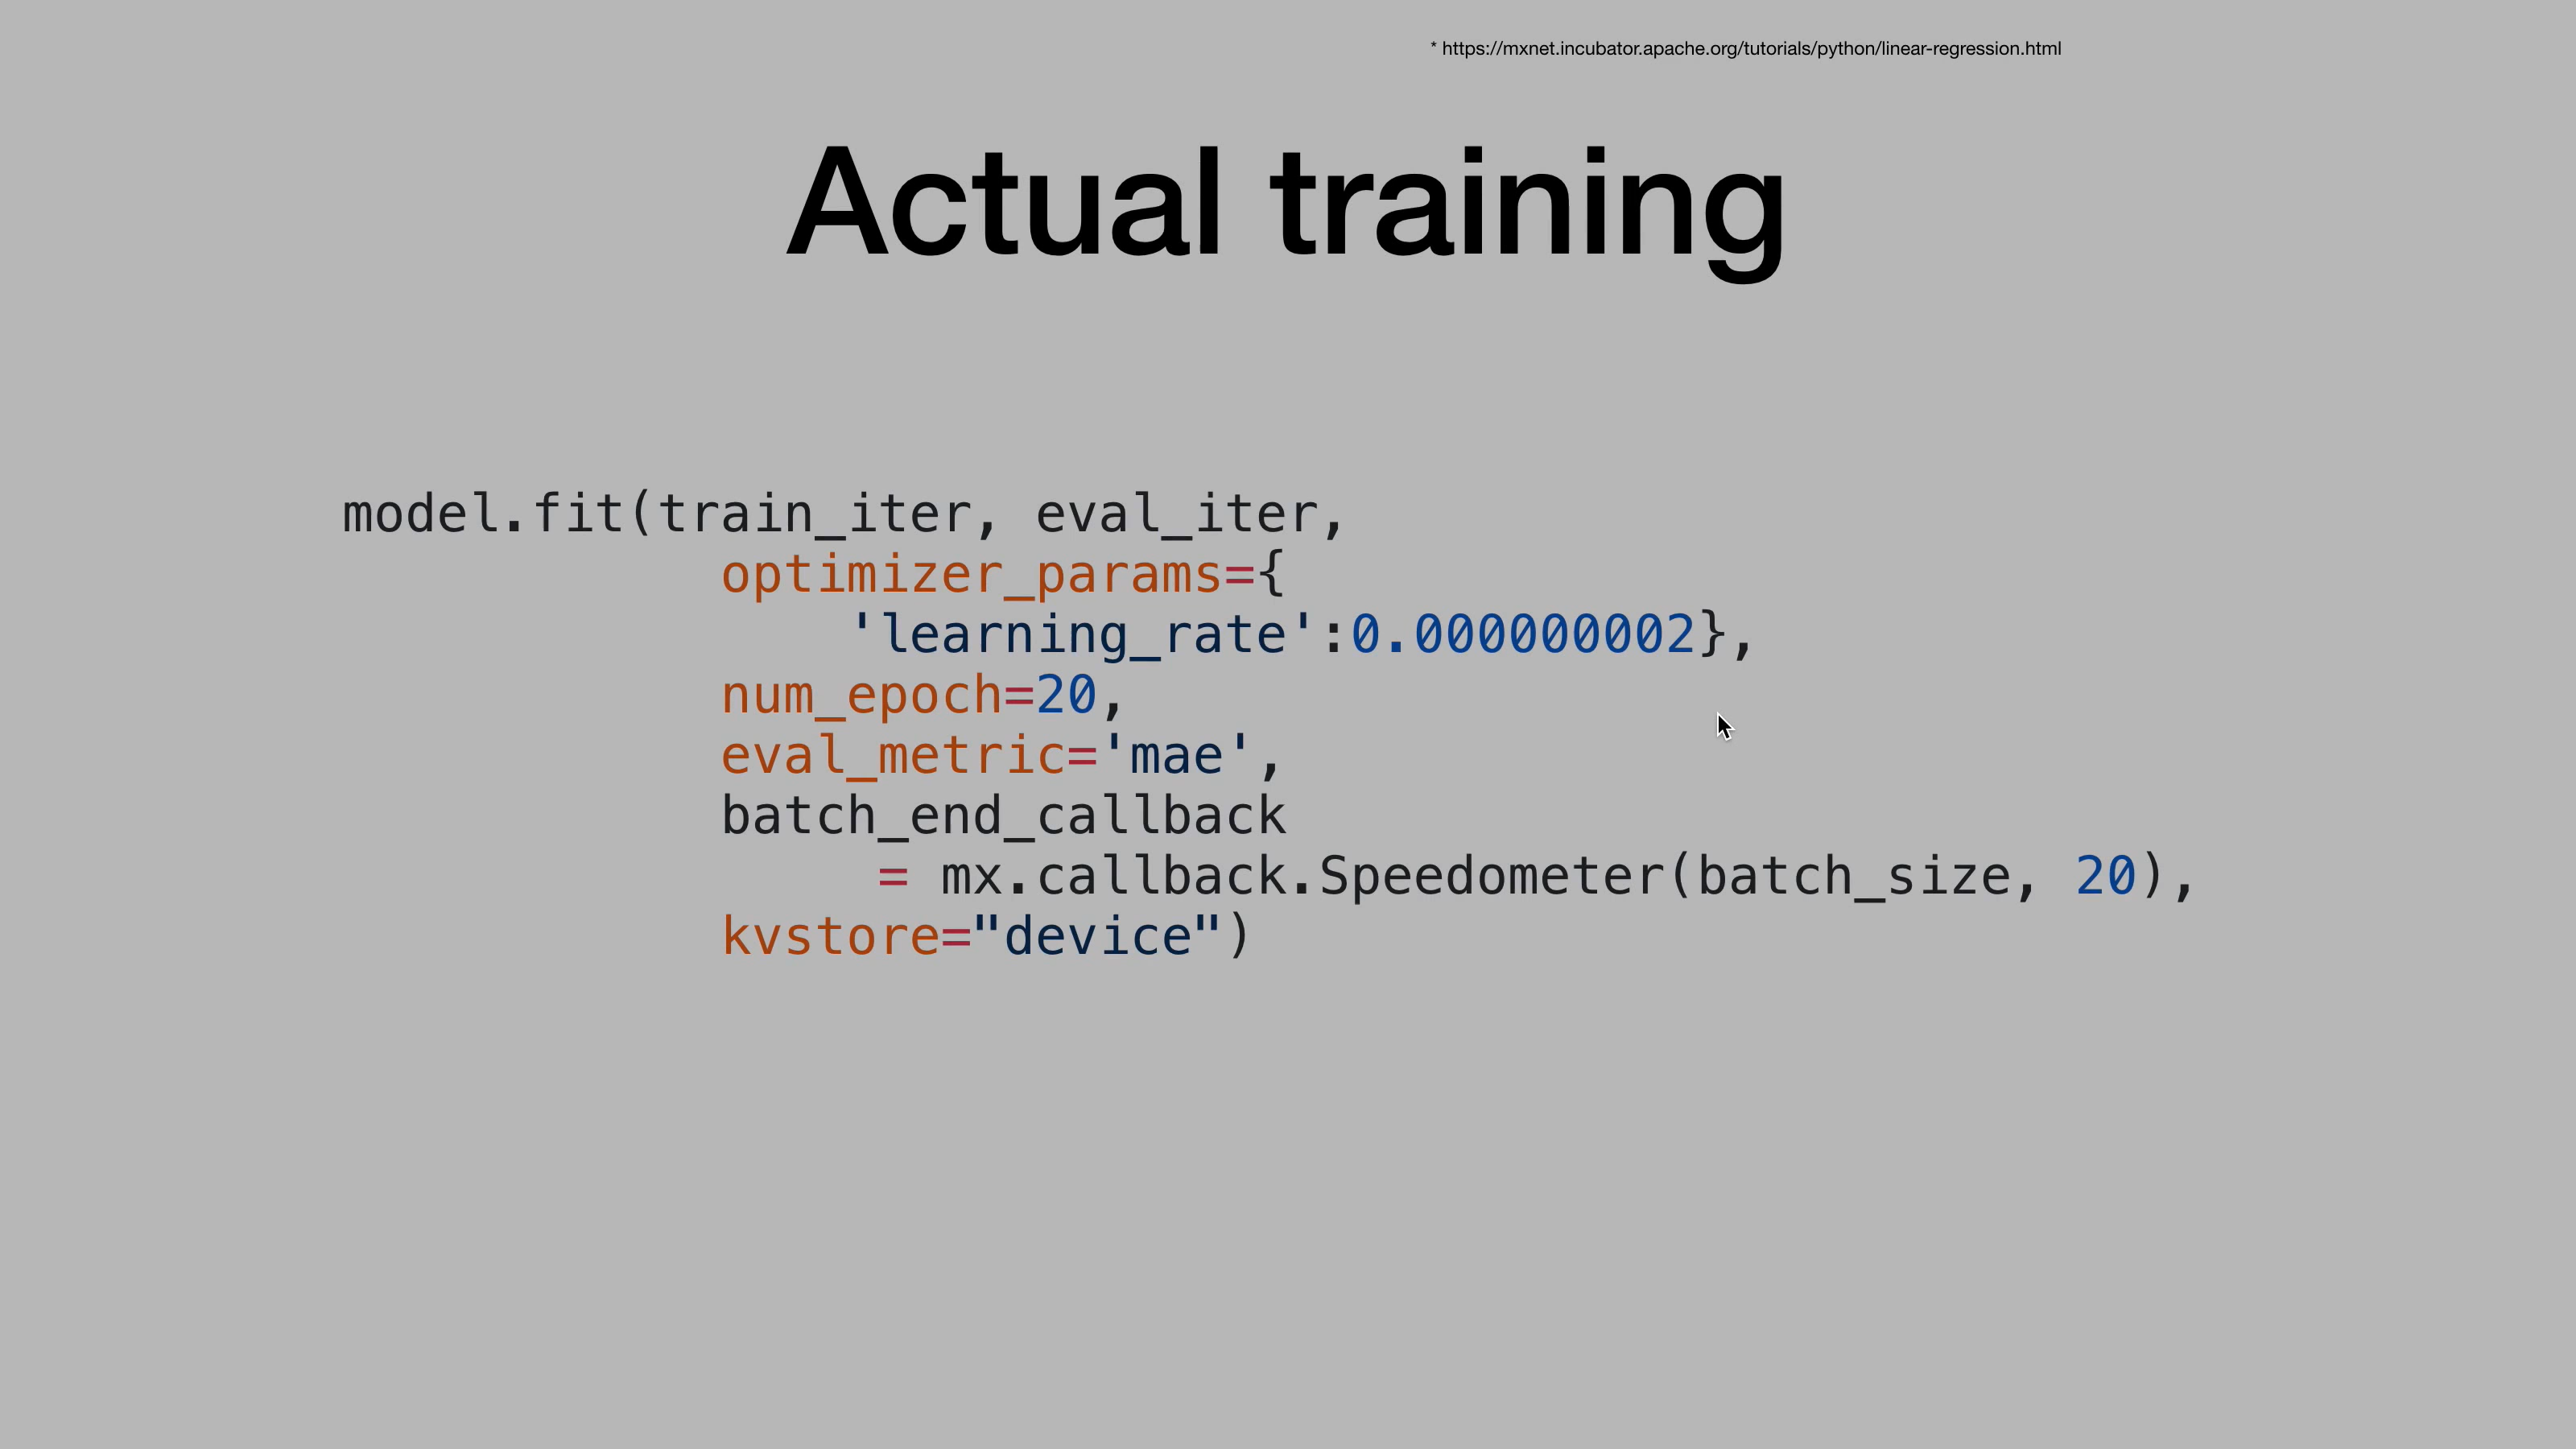 * https://mxnet.incubator.apache.org/tutorials/python/linear-regression.html
Actual training
model.fit(train_iter, eval_iter,
            optimizer_params={
                'learning_rate':0.000000002},
            num_epoch=20,
            eval_metric='mae',
            batch_end_callback
                 = mx.callback.Speedometer(batch_size, 20),
            kvstore="device")